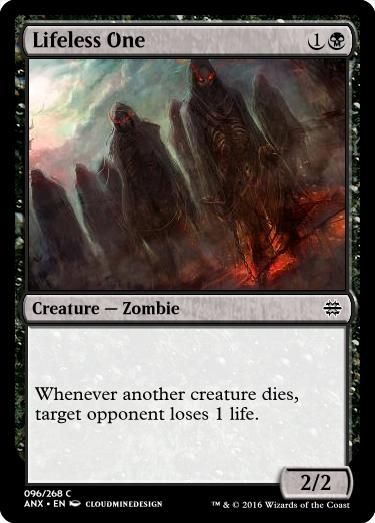 Lifeless One 1
Creature — Zombie
Whenever another creature dies,
target opponent loses 1 life.
2/2
096/268 C
ANX • EN CLOUDMINEDESIGN ™ & © 2016 Wizards of the Coast